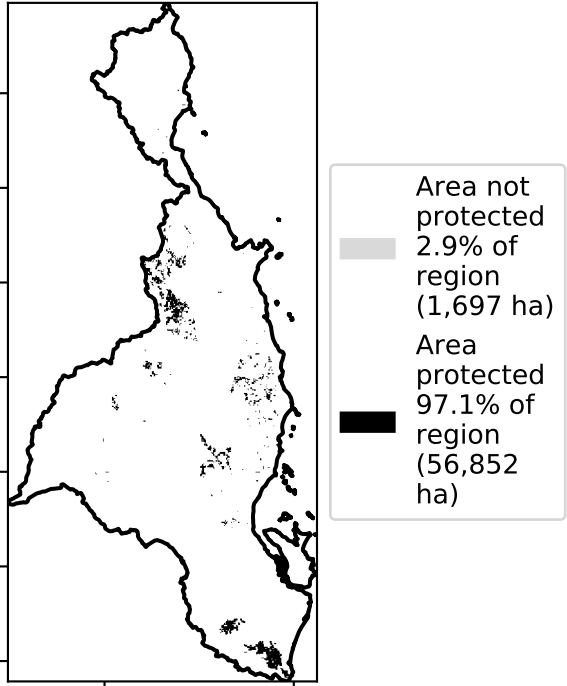 Area not
protected
2.9% of
region
(1,697 ha)
Area
protected
97.1% of
region
(56,852
ha)